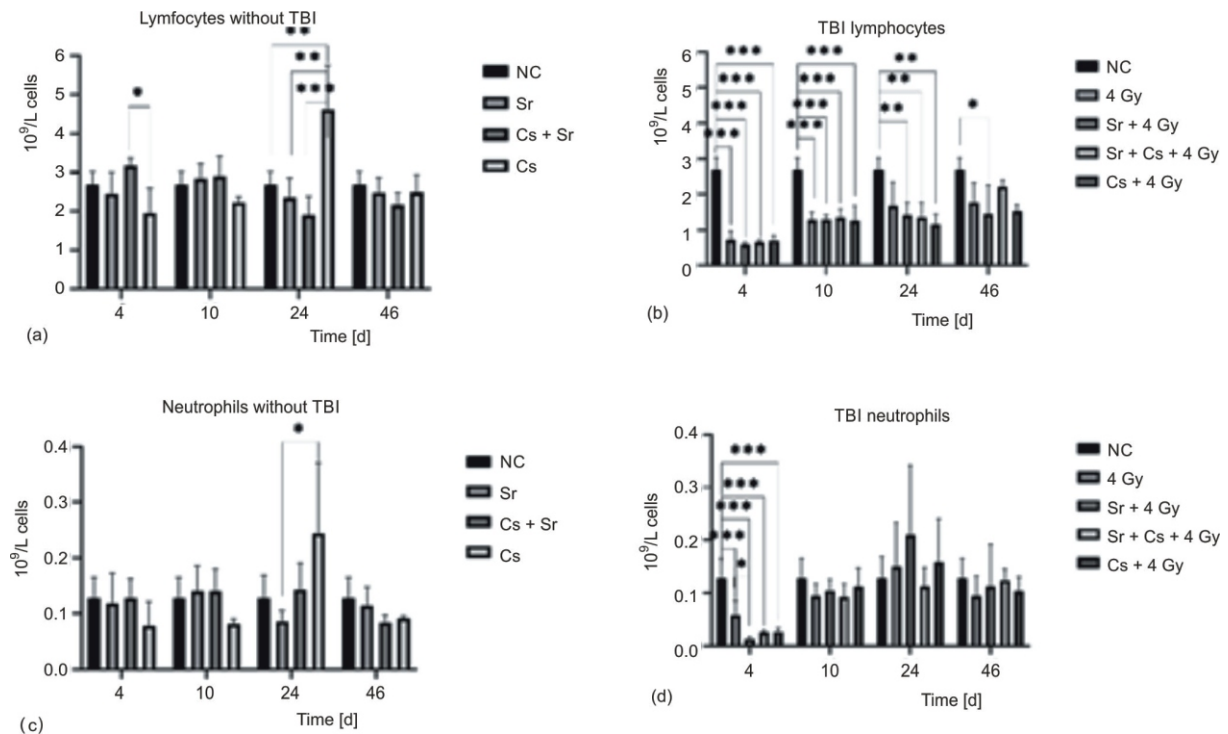 Lymfocytes without TBI
**
**
***
*
10⁹/L cells
6
5
4
3
2
1
0
4
10
24
46
Time [d]
NC
Sr
Cs + Sr
Cs
(a)
TBI lymphocytes
***
***
***
***
***
***
***
***
**
**
**
*
10⁹/L cells
6
5
4
3
2
1
0
4
10
24
46
Time [d]
NC
4 Gy
Sr + 4 Gy
Sr + Cs + 4 Gy
Cs + 4 Gy
(b)
Neutrophils without TBI
*
10⁹/L cells
0.4
0.3
0.2
0.1
0.0
4
10
24
46
Time [d]
NC
Sr
Cs + Sr
Cs
(c)
TBI neutrophils
***
***
***
***
*
10⁹/L cells
0.4
0.3
0.2
0.1
0.0
4
10
24
46
Time [d]
NC
4 Gy
Sr + 4 Gy
Sr + Cs + 4 Gy
Cs + 4 Gy
(d)